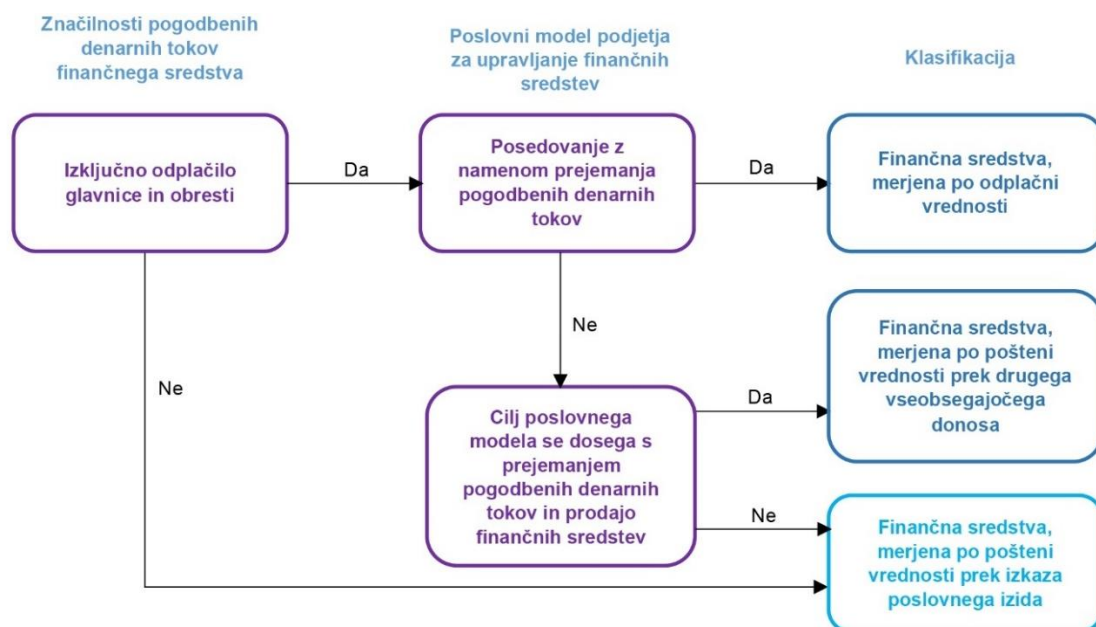 Značilnosti pogodbenih
denarnih tokov
finančnega sredstva
Poslovni model podjetja
za upravljanje finančnih
sredstev
Klasifikacija
Izključno odplačilo
glavnice in obresti
Da
Posedovanje z
namenom prejemanja
pogodbenih denarnih
tokov
Da
Finančna sredstva,
merjena po odplačni
vrednosti
Ne
Ne
Cilj poslovnega
modela se dosega s
prejemanjem
pogodbenih denarnih
tokov in prodajo
finančnih sredstev
Da
Finančna sredstva,
merjena po pošteni
vrednosti prek drugega
vseobsegajočega
donosa
Ne
Finančna sredstva,
merjena po pošteni
vrednosti prek izkaza
poslovnega izida